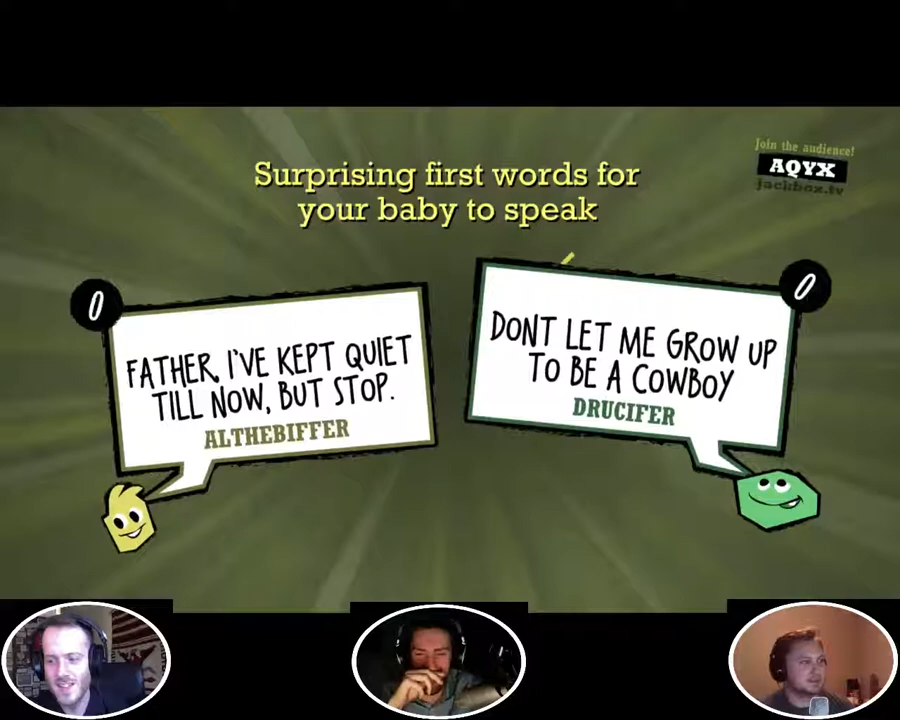 Join the audience!
AQYX
jackbox.tv
Surprising first words for
your baby to speak
0
0
FATHER, I'VE KEPT QUIET
TILL NOW, BUT STOP.
ALTHEBIFFER
DONT LET ME GROW UP
TO BE A COWBOY
DRUCIFER